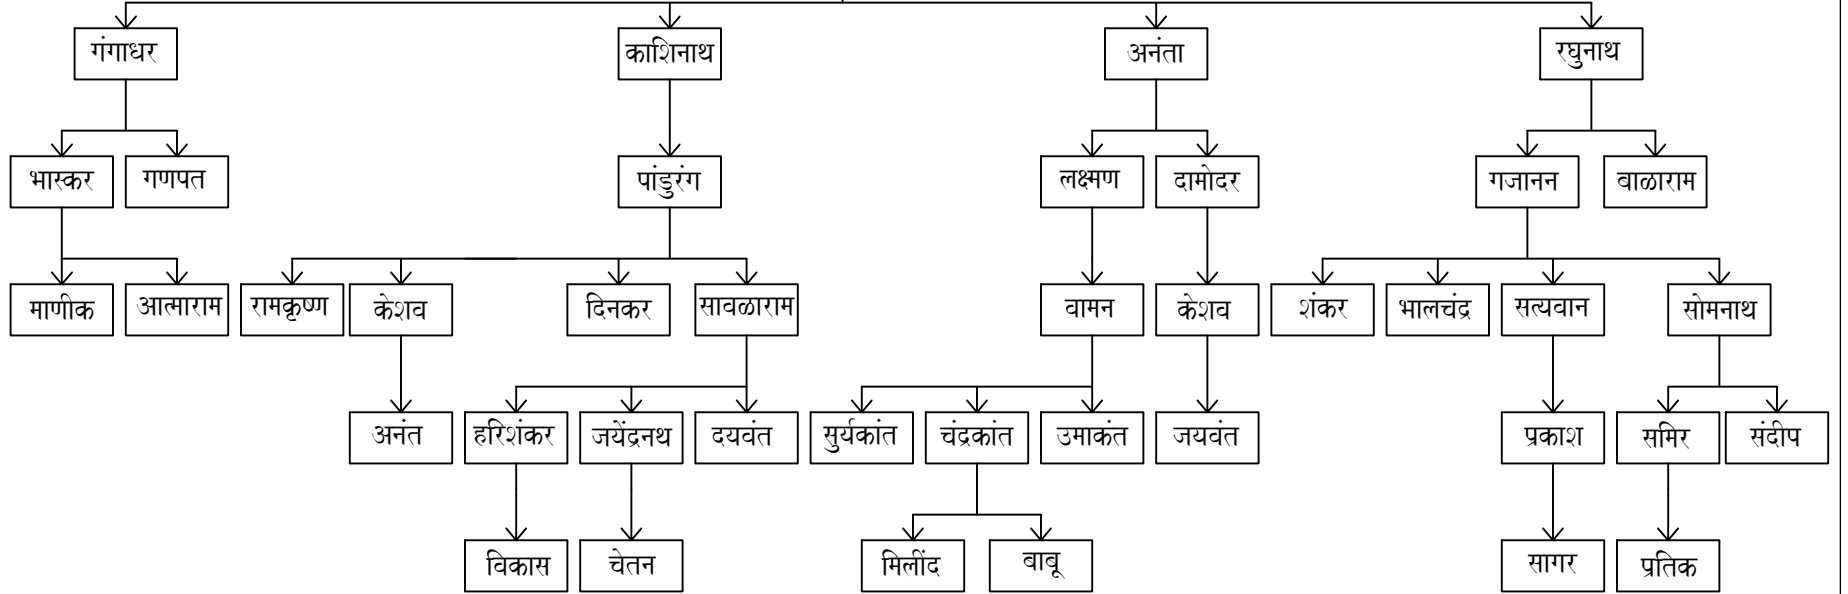 गंगाधर
काशिनाथ
अनंता
रघुनाथ
भास्कर
गणपत
पांडुरंग
लक्ष्मण
दामोदर
गजानन
बाळाराम
माणीक
आत्माराम
रामकृष्ण
केशव
दिनकर
सावळाराम
वामन
केशव
शंकर
भालचंद्र
सत्यवान
सोमनाथ
अनंत
हरिशंकर
जयेंद्रनथ
दयवंत
सुर्यकांत
चंद्रकांत
उमाकंत
जयवंत
प्रकाश
समिर
संदीप
विकास
चेतन
मिलींद
बाबू
सागर
प्रतिक